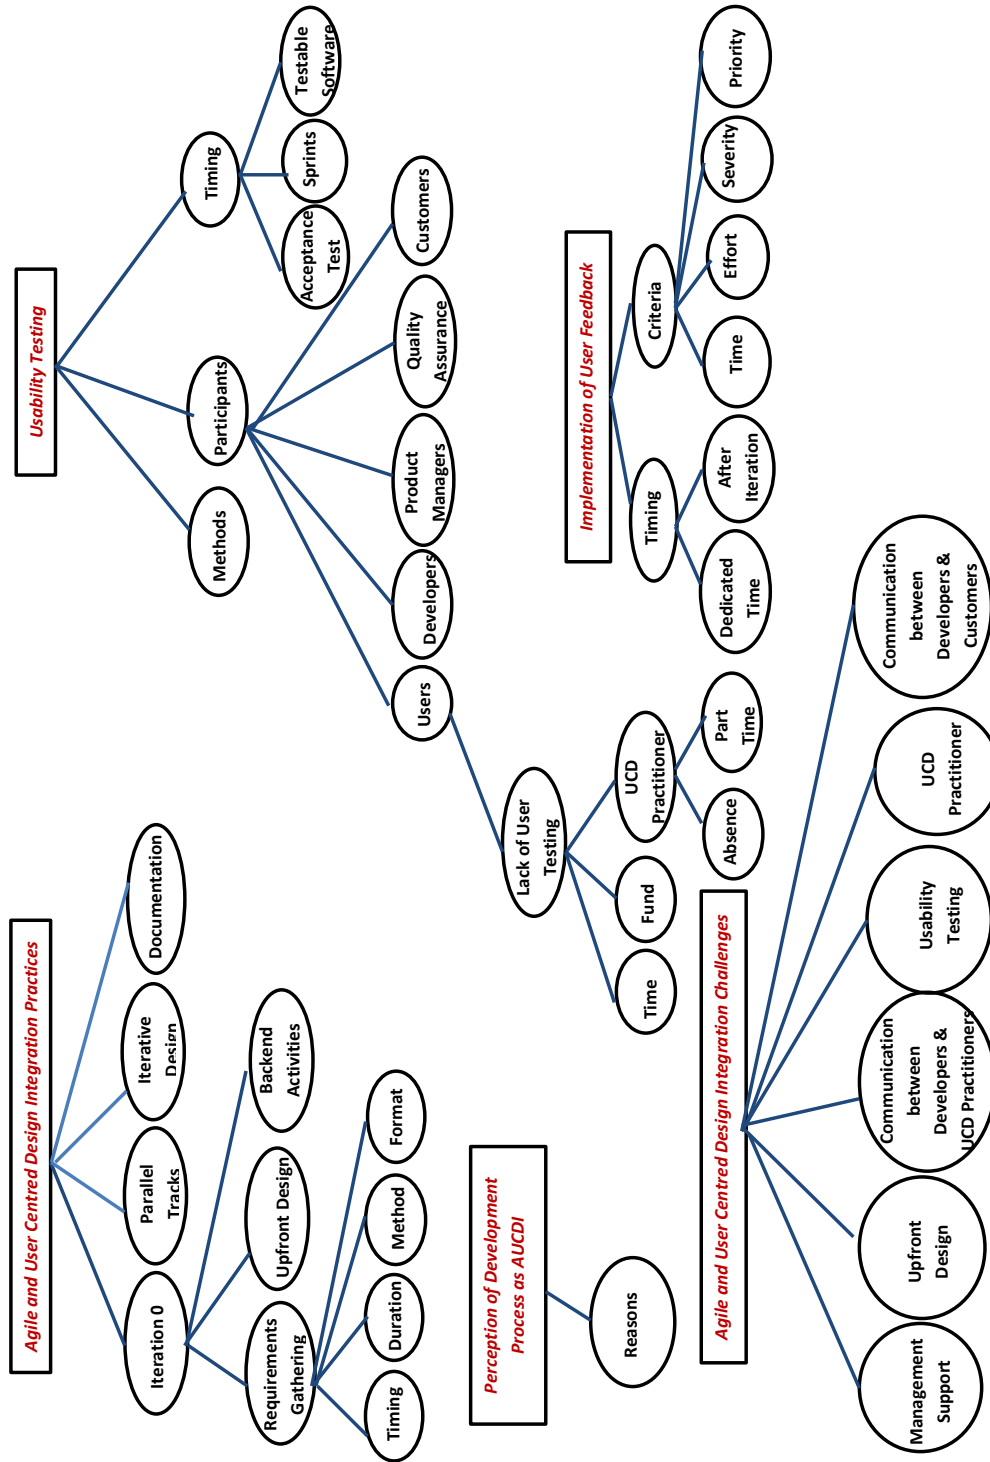 Agile and User Centred Design Integration Practices
Iteration 0
Parallel
Tracks
Iterative
Design
Documentation
Requirements
Gathering
Upfront Design
Backend
Activities
Timing
Duration
Method
Format
Usability Testing
Methods
Participants
Timing
Acceptance
Test
Sprints
Testable
Software
Users
Developers
Product
Managers
Quality
Assurance
Customers
Lack of User
Testing
Time
Fund
UCD
Practitioner
Absence
Part
Time
Perception of Development
Process as AUCDI
Reasons
Implementation of User Feedback
Timing
Criteria
Dedicated
Time
After
Iteration
Time
Effort
Severity
Priority
Agile and User Centred Design Integration Challenges
Management
Support
Upfront
Design
Communication
between
Developers &
UCD Practitioners
Usability
Testing
UCD
Practitioner
Communication
between
Developers &
Customers